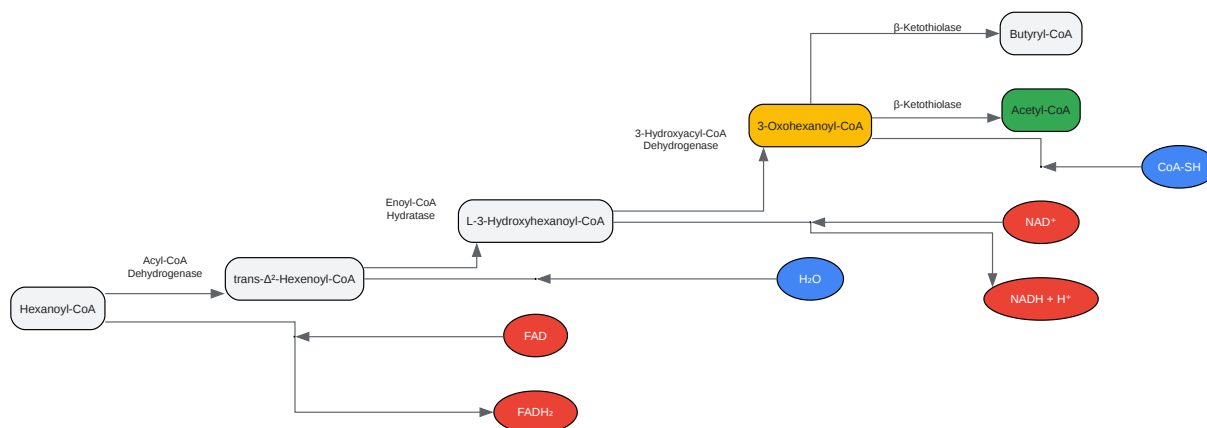 β-Ketothiolase
Butyryl-CoA
β-Ketothiolase
Acetyl-CoA
3-Oxohexanoyl-CoA
3-Hydroxyacyl-CoA
Dehydrogenase
CoA-SH
Enoyl-CoA
Hydratase
L-3-Hydroxyhexanoyl-CoA
NAD⁺
Acyl-CoA
Dehydrogenase
trans-Δ²-Hexenoyl-CoA
H₂O
NADH + H⁺
Hexanoyl-CoA
FAD
FADH₂